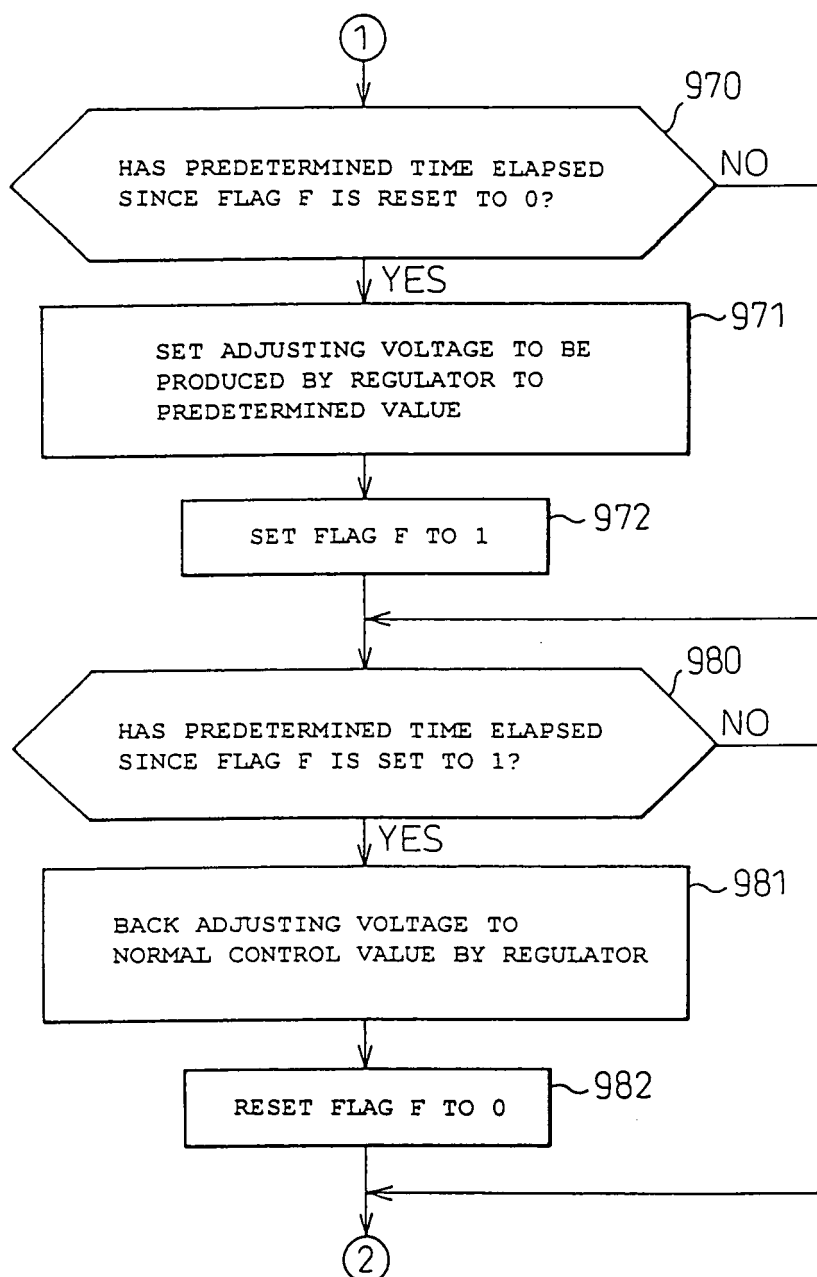 1
970
HAS PREDETERMINED TIME ELAPSED
SINCE FLAG F IS RESET TO 0?
NO
YES
971
SET ADJUSTING VOLTAGE TO BE
PRODUCED BY REGULATOR TO
PREDETERMINED VALUE
972
SET FLAG F TO 1
980
HAS PREDETERMINED TIME ELAPSED
SINCE FLAG F IS SET TO 1?
NO
YES
981
BACK ADJUSTING VOLTAGE TO
NORMAL CONTROL VALUE BY REGULATOR
982
RESET FLAG F TO 0
2